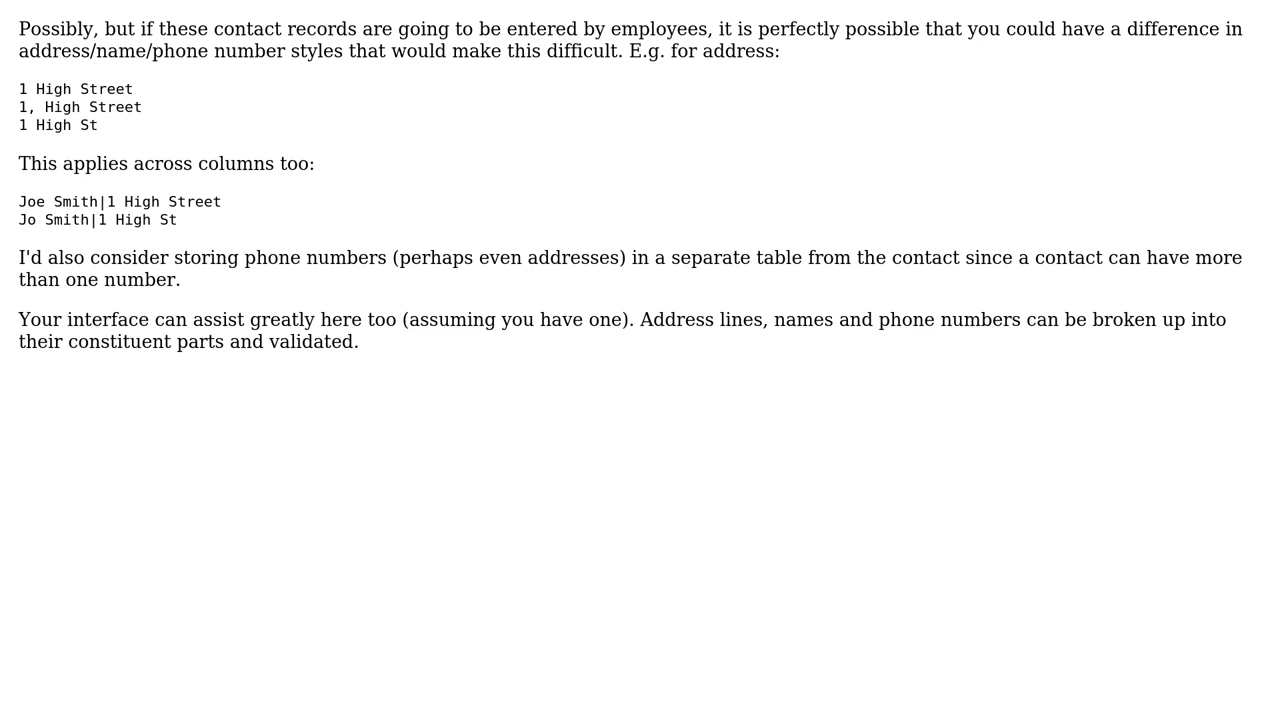 Possibly, but if these contact records are going to be entered by employees, it is perfectly possible that you could have a difference in
address/name/phone number styles that would make this difficult. E.g. for address:
1 High Street
1, High Street
1 High St
This applies across columns too:
Joe Smith|1 High Street
Jo Smith|1 High St
I'd also consider storing phone numbers (perhaps even addresses) in a separate table from the contact since a contact can have more
than one number.
Your interface can assist greatly here too (assuming you have one). Address lines, names and phone numbers can be broken up into
their constituent parts and validated.